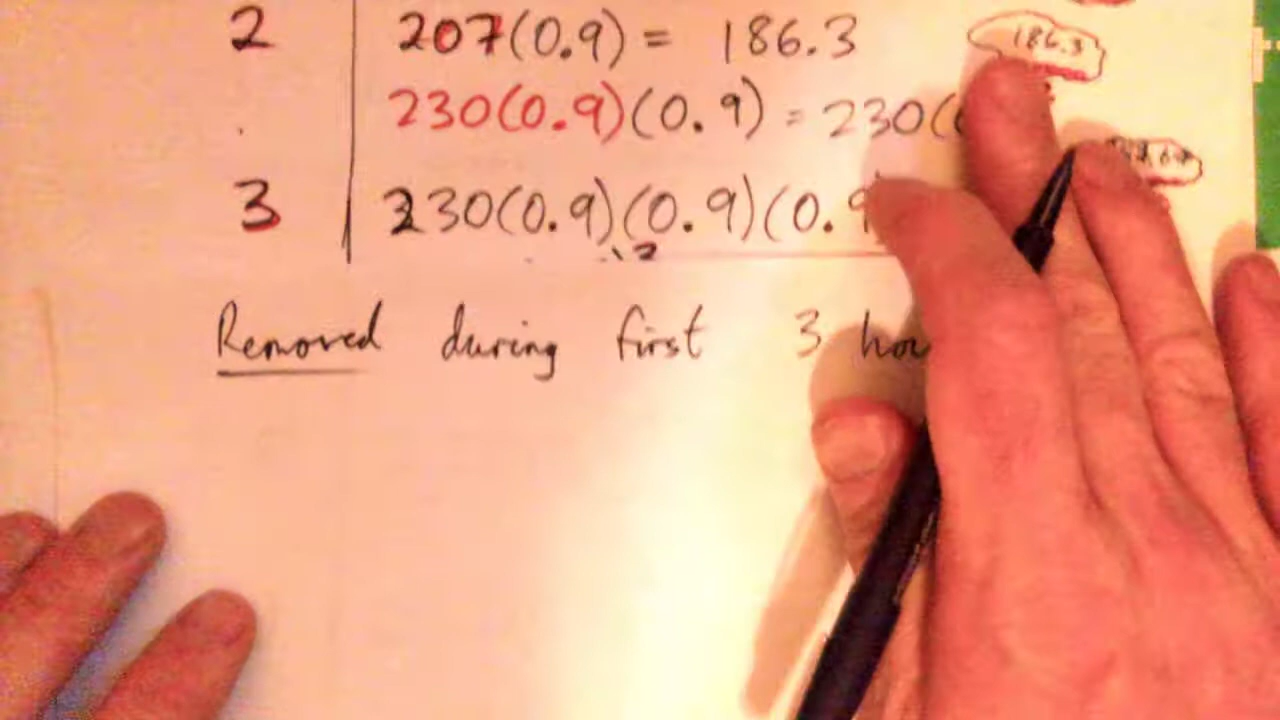 2 207(0.9) = 186.3 186.3
230(0.9)(0.9) = 230(
3 230(0.9)(0.9)(0.9
Removed during first 3 hou